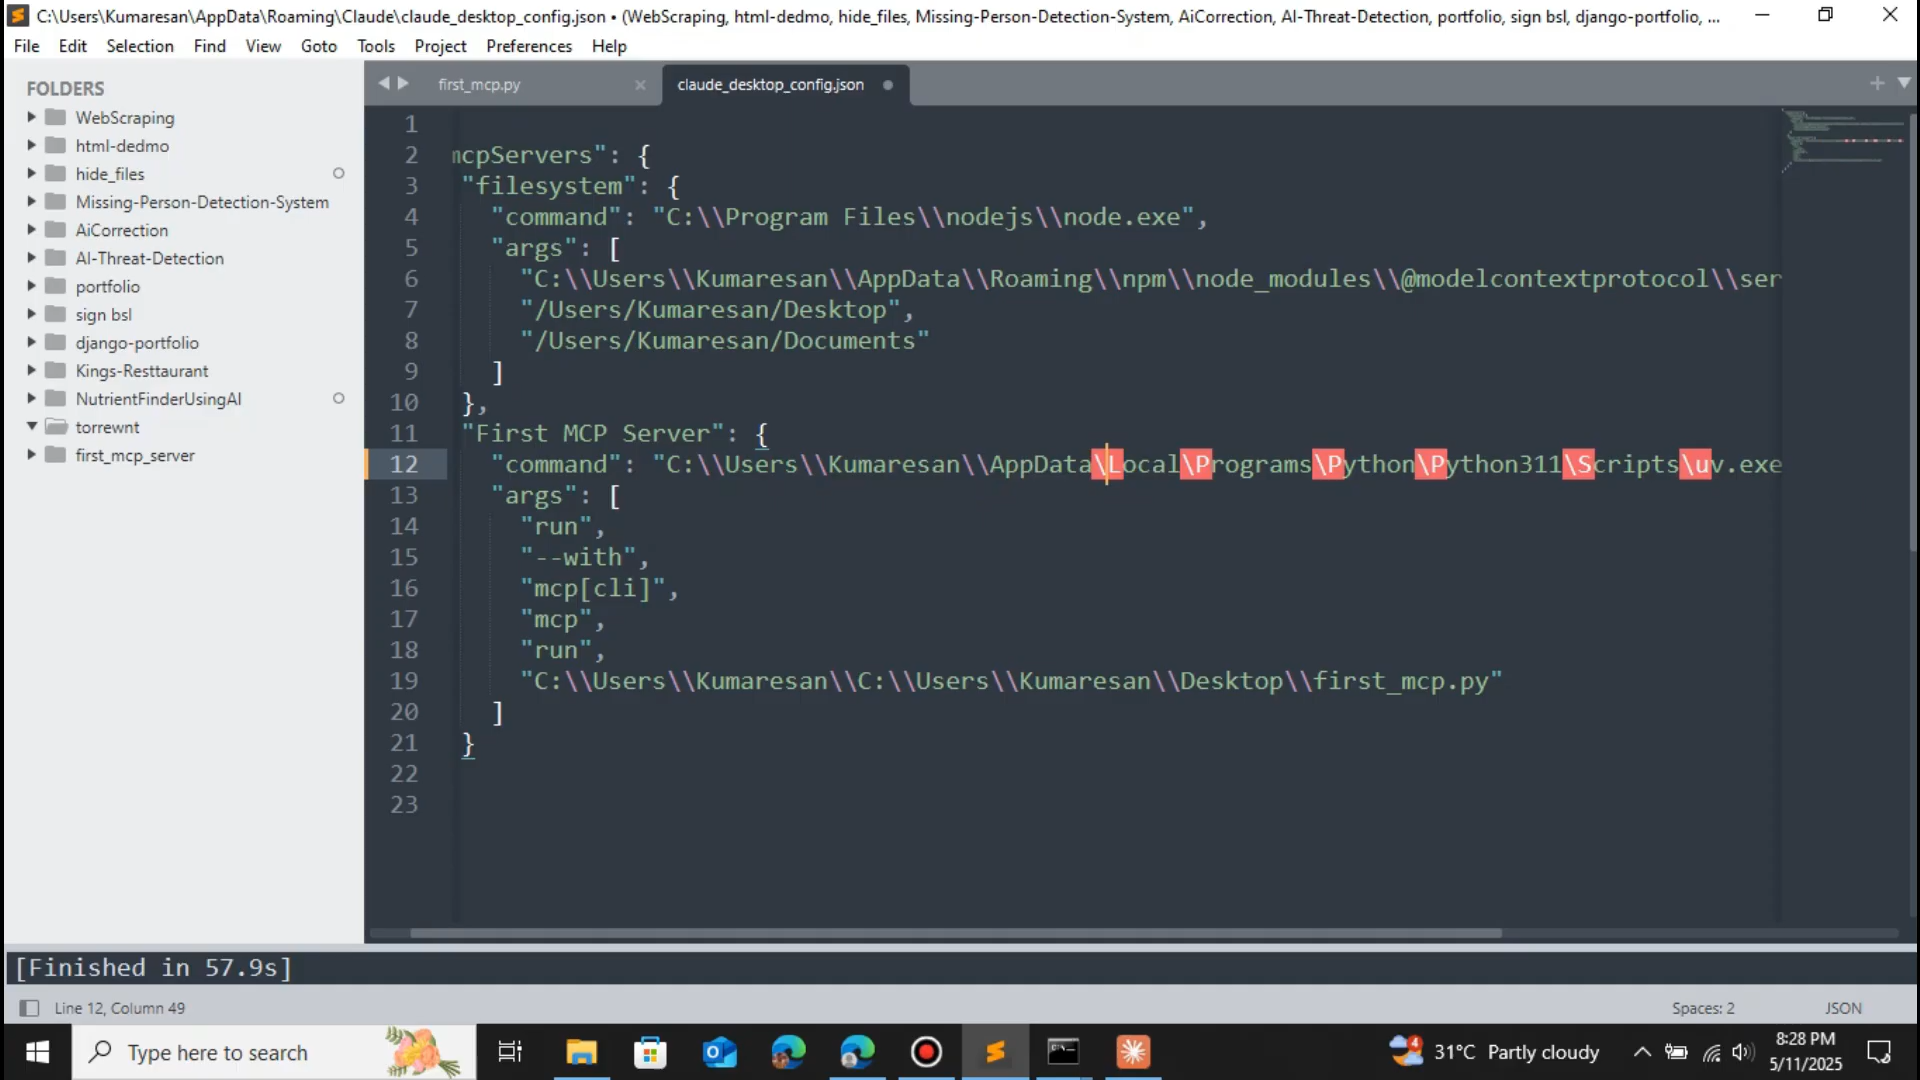 C:\Users\Kumaresan\AppData\Roaming\Claude\claude_desktop_config.json • (WebScraping, html-dedmo, hide_files, Missing-Person-Detection-System, AiCorrection, AI-Threat-Detection, portfolio, sign bsl, django-portfolio, ...
File Edit Selection Find View Goto Tools Project Preferences Help
FOLDERS
WebScraping
html-dedmo
hide_files
Missing-Person-Detection-System
AiCorrection
AI-Threat-Detection
portfolio
sign bsl
django-portfolio
Kings-Resttaurant
NutrientFinderUsingAI
torrewnt
first_mcp_server
first_mcp.py
claude_desktop_config.json
1
2 mcpServers": {
3 "filesystem": {
4 "command": "C:\\Program Files\\nodejs\\node.exe",
5 "args": [
6 "C:\\Users\\Kumaresan\\AppData\\Roaming\\npm\\node_modules\\@modelcontextprotocol\\ser
7 "/Users/Kumaresan/Desktop",
8 "/Users/Kumaresan/Documents"
9 ]
10 },
11 "First MCP Server": {
12 "command": "C:\\Users\\Kumaresan\\AppData\Local\Programs\Python\Python311\Scripts\uv.exe
13 "args": [
14 "run",
15 "--with",
16 "mcp[cli]",
17 "mcp",
18 "run",
19 "C:\\Users\\Kumaresan\\C:\\Users\\Kumaresan\\Desktop\\first_mcp.py"
20 ]
21 }
22
23
[Finished in 57.9s]
Line 12, Column 49
Spaces: 2
JSON
Type here to search
31°C Partly cloudy
8:28 PM
5/11/2025